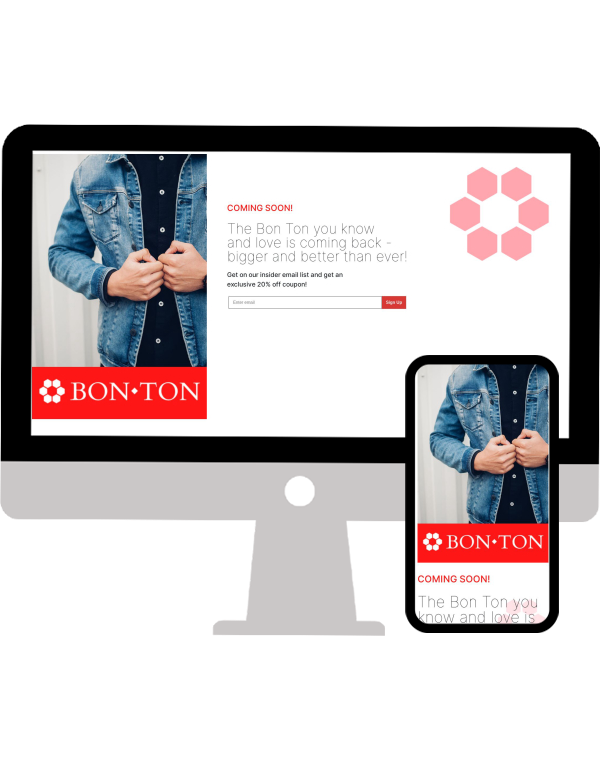 COMING SOON!
The Bon Ton you know
and love is coming back -
bigger and better than ever!
Get on our insider email list and get an
exclusive 20% off coupon!
Enter email
Sign Up
BON•TON
BON•TON
COMING SOON!
The Bon Ton you
know and love is